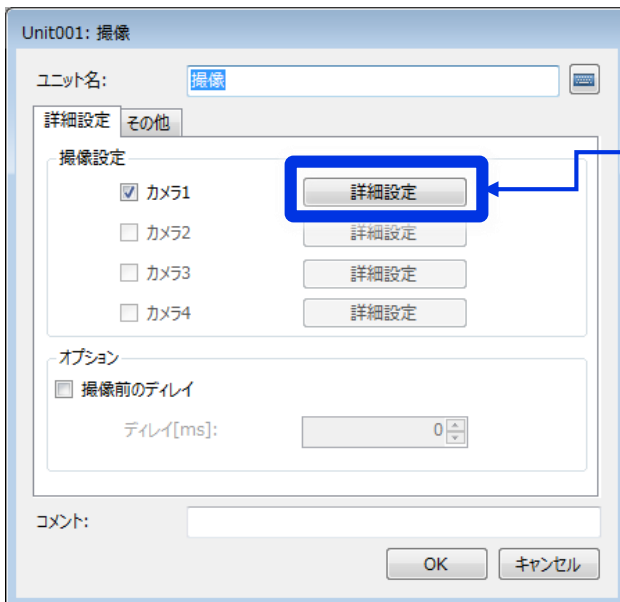 Unit001: 撮像
ユニット名: 撮像
詳細設定 その他
撮像設定
カメラ1 詳細設定
カメラ2 詳細設定
カメラ3 詳細設定
カメラ4 詳細設定
オプション
撮像前のディレイ
ディレイ[ms]: 0
コメント:
OK キャンセル